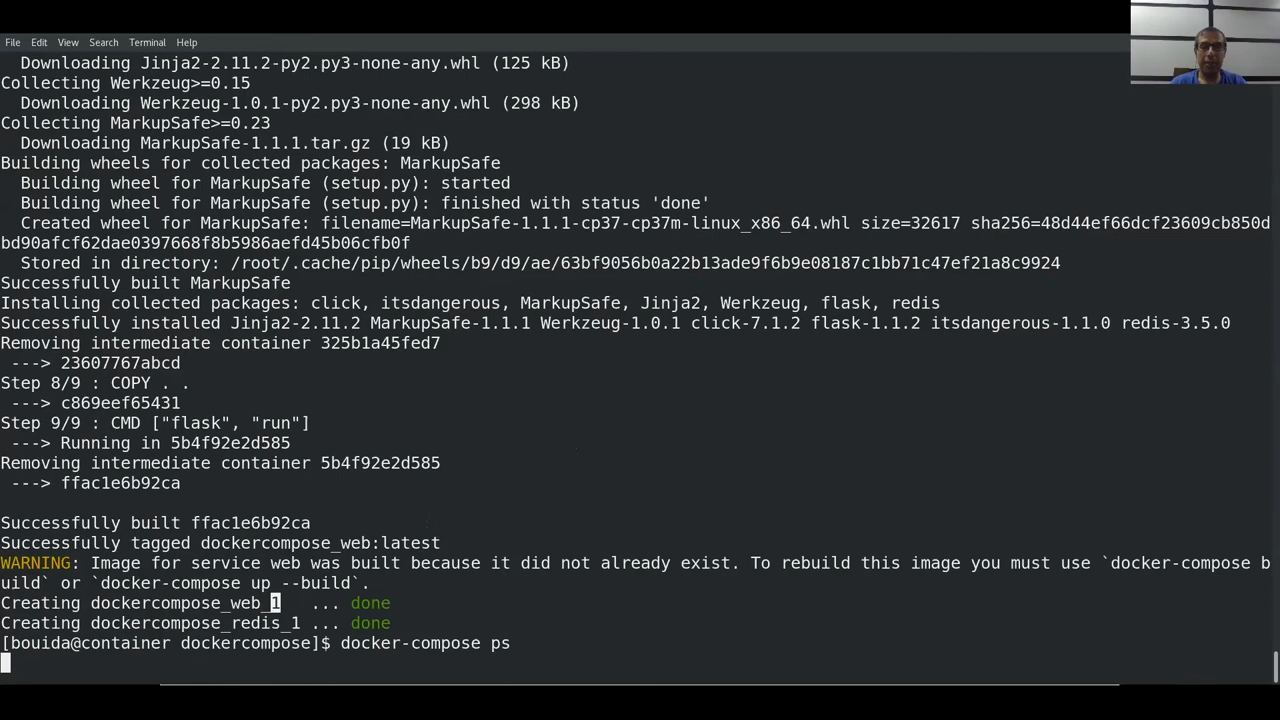 File Edit View Search Terminal Help
Downloading Jinja2-2.11.2-py2.py3-none-any.whl (125 kB)
Collecting Werkzeug>=0.15
Downloading Werkzeug-1.0.1-py2.py3-none-any.whl (298 kB)
Collecting MarkupSafe>=0.23
Downloading MarkupSafe-1.1.1.tar.gz (19 kB)
Building wheels for collected packages: MarkupSafe
Building wheel for MarkupSafe (setup.py): started
Building wheel for MarkupSafe (setup.py): finished with status 'done'
Created wheel for MarkupSafe: filename=MarkupSafe-1.1.1-cp37-cp37m-linux_x86_64.whl size=32617 sha256=48d44ef66dcf23609cb850d
bd90afcf62dae0397668f8b5986aefd45b06cfb0f
Stored in directory: /root/.cache/pip/wheels/b9/d9/ae/63bf9056b0a22b13ade9f6b9e08187c1bb71c47ef21a8c9924
Successfully built MarkupSafe
Installing collected packages: click, itsdangerous, MarkupSafe, Jinja2, Werkzeug, flask, redis
Successfully installed Jinja2-2.11.2 MarkupSafe-1.1.1 Werkzeug-1.0.1 click-7.1.2 flask-1.1.2 itsdangerous-1.1.0 redis-3.5.0
Removing intermediate container 325b1a45fed7
---> 23607767abcd
Step 8/9 : COPY . .
---> c869eef65431
Step 9/9 : CMD ["flask", "run"]
---> Running in 5b4f92e2d585
Removing intermediate container 5b4f92e2d585
---> ffac1e6b92ca
Successfully built ffac1e6b92ca
Successfully tagged dockercompose_web:latest
WARNING: Image for service web was built because it did not already exist. To rebuild this image you must use `docker-compose b
uild` or `docker-compose up --build`.
Creating dockercompose_web_1 ... done
Creating dockercompose_redis_1 ... done
[bouida@container dockercompose]$ docker-compose ps